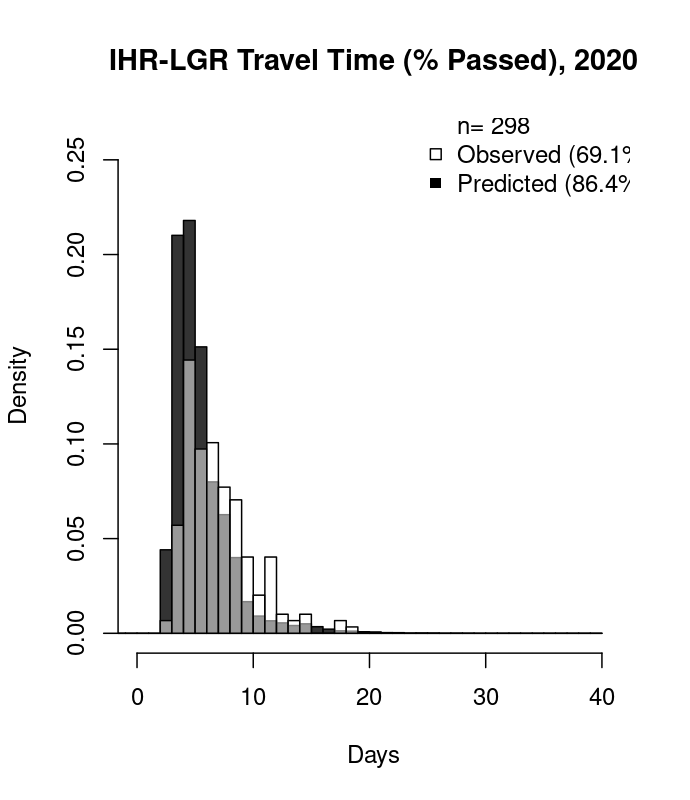 IHR-LGR Travel Time (% Passed), 2020
n= 298
Observed (69.1%
Predicted (86.4%
0.25
0.20
0.15
0.10
0.05
0.00
Density
0 10 20 30 40
Days